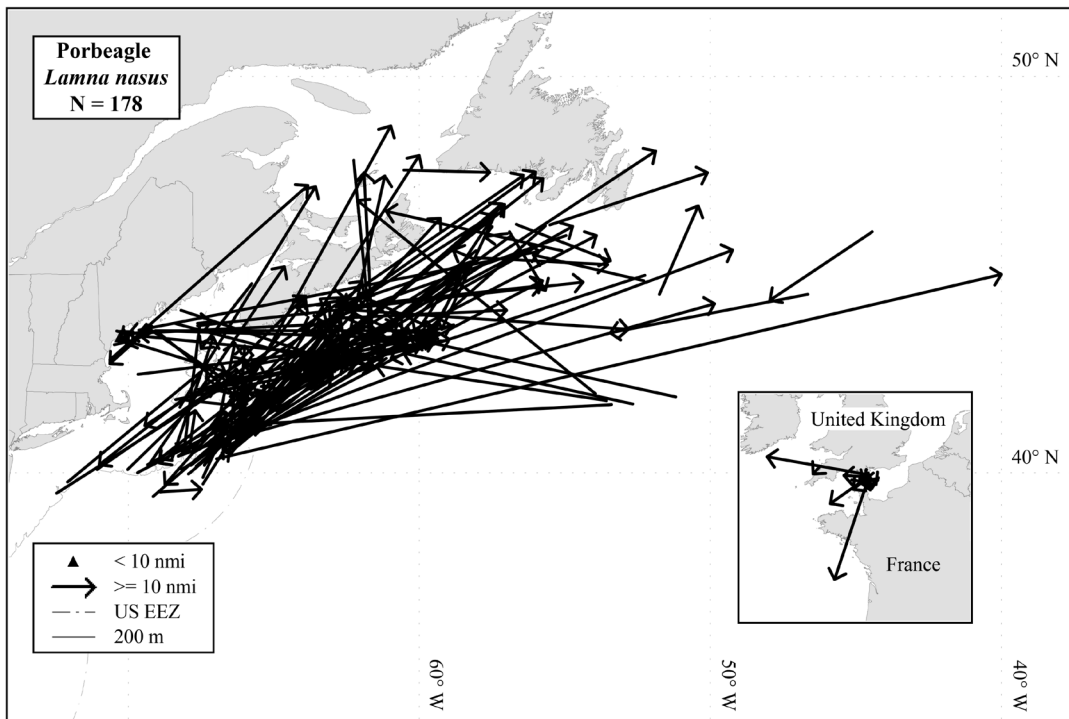 Porbeagle
Lamna nasus
N = 178
50° N
40° N
United Kingdom
France
< 10 nmi
>= 10 nmi
US EEZ
200 m
60° W
50° W
40° W